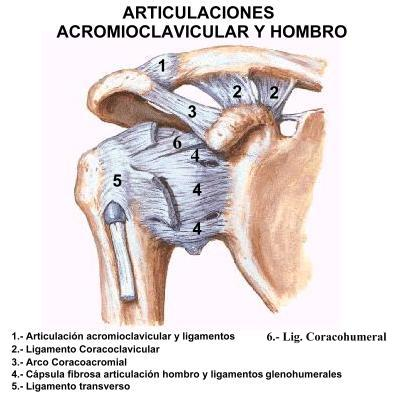 ARTICULACIONES
ACROMIOCLAVICULAR Y HOMBRO
1
2 2
3
6
4
5
4
4
1.- Articulación acromioclavicular y ligamentos
2.- Ligamento Coracoclavicular
3.- Arco Coracoacromial
4.- Cápsula fibrosa articulación hombro y ligamentos glenohumerales
5.- Ligamento transverso
6.- Lig. Coracohumeral